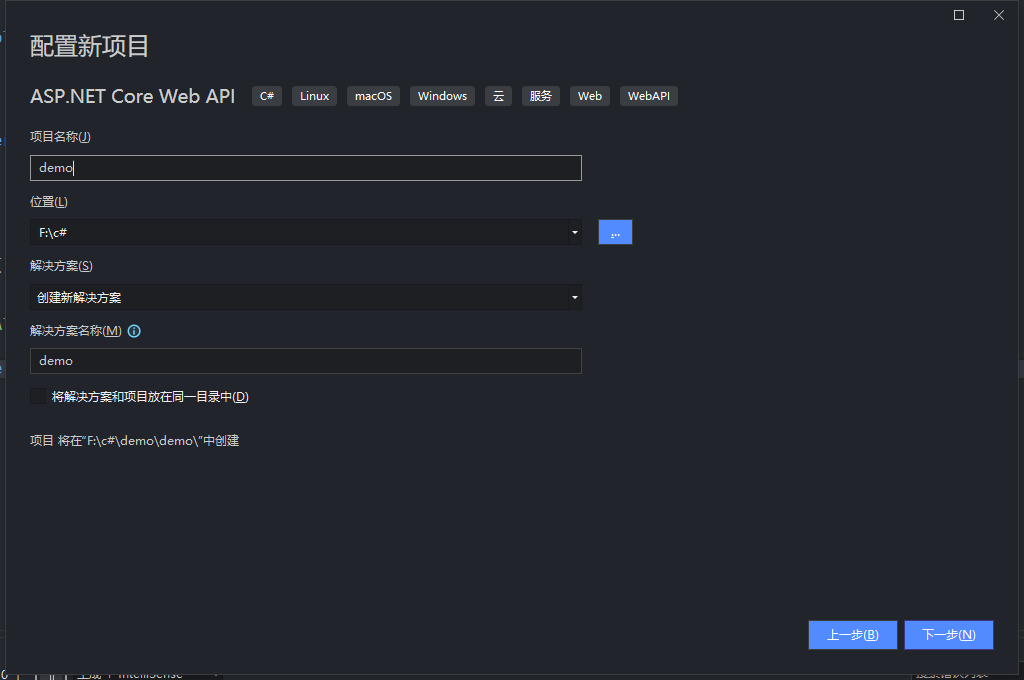 配置新项目
ASP.NET Core Web API C# Linux macOS Windows 云 服务 Web WebAPI
项目名称(J)
demo
位置(L)
F:\c#
...
解决方案(S)
创建新解决方案
解决方案名称(M)
demo
将解决方案和项目放在同一目录中(D)
项目 将在“F:\c#\demo\demo\”中创建
上一步(B) 下一步(N)